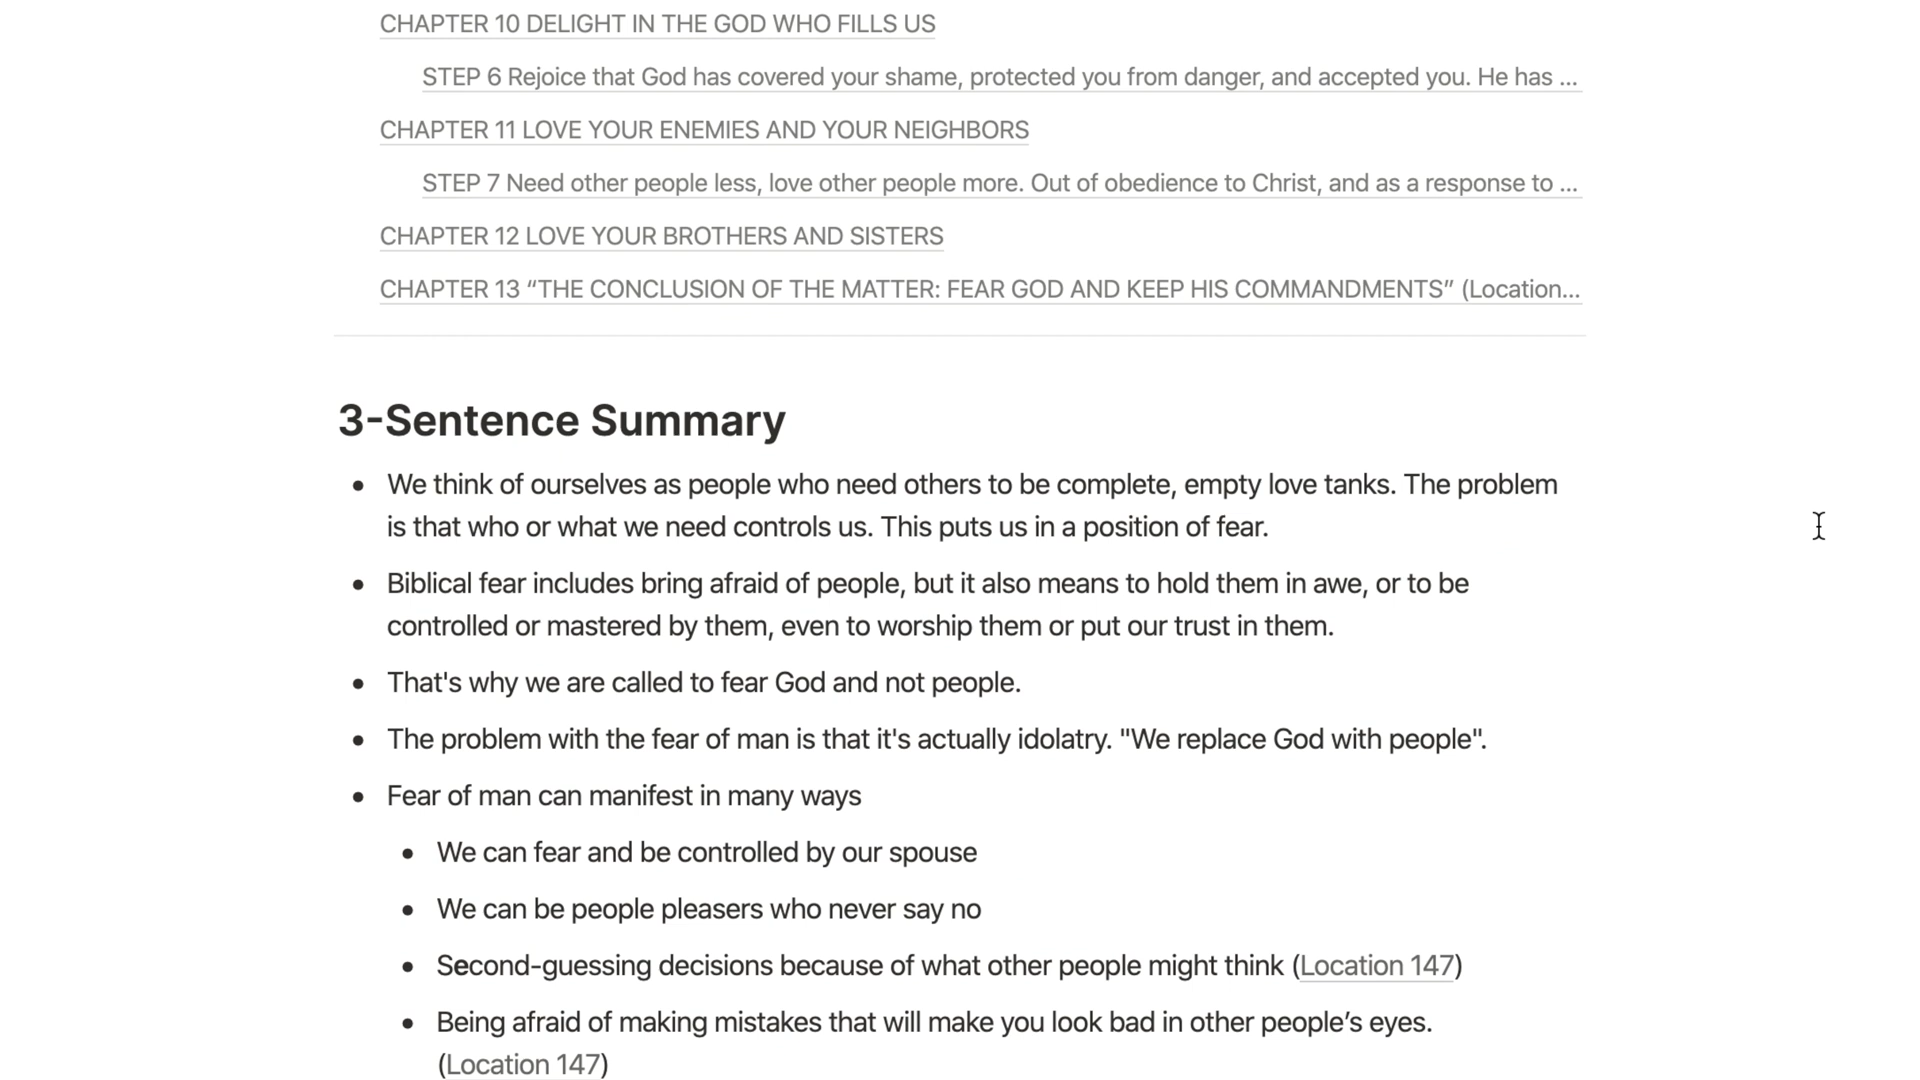 CHAPTER 10 DELIGHT IN THE GOD WHO FILLS US
STEP 6 Rejoice that God has covered your shame, protected you from danger, and accepted you. He has ...
CHAPTER 11 LOVE YOUR ENEMIES AND YOUR NEIGHBORS
STEP 7 Need other people less, love other people more. Out of obedience to Christ, and as a response to ...
CHAPTER 12 LOVE YOUR BROTHERS AND SISTERS
CHAPTER 13 “THE CONCLUSION OF THE MATTER: FEAR GOD AND KEEP HIS COMMANDMENTS” (Location...
3-Sentence Summary
• We think of ourselves as people who need others to be complete, empty love tanks. The problem
is that who or what we need controls us. This puts us in a position of fear.
• Biblical fear includes bring afraid of people, but it also means to hold them in awe, or to be
controlled or mastered by them, even to worship them or put our trust in them.
• That's why we are called to fear God and not people.
• The problem with the fear of man is that it's actually idolatry. "We replace God with people".
• Fear of man can manifest in many ways
• We can fear and be controlled by our spouse
• We can be people pleasers who never say no
• Second-guessing decisions because of what other people might think (Location 147)
• Being afraid of making mistakes that will make you look bad in other people’s eyes.
(Location 147)